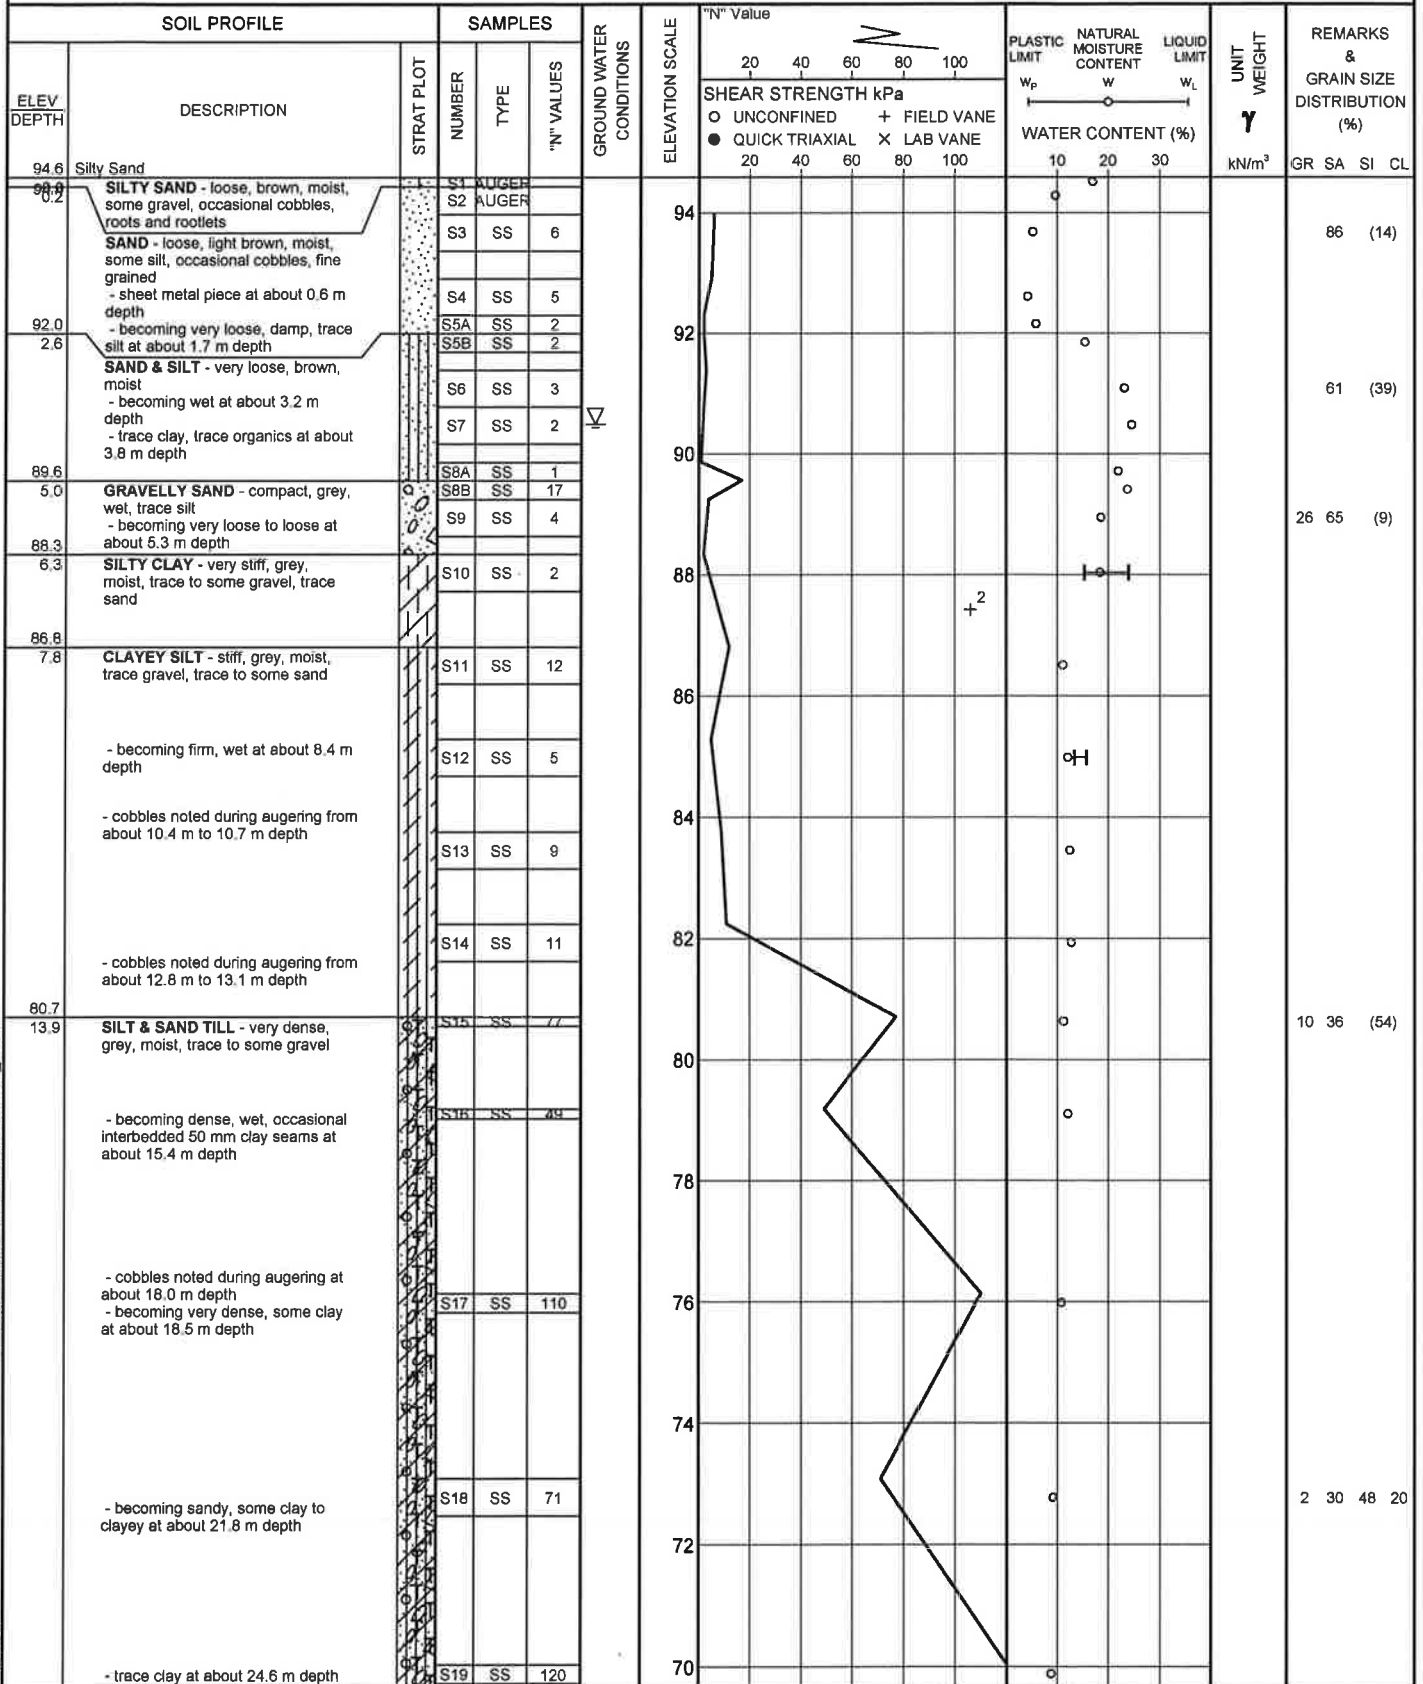 SOIL PROFILE
SAMPLES
GROUND WATER CONDITIONS
ELEVATION SCALE
"N" Value
20 40 60 80 100
SHEAR STRENGTH kPa
O UNCONFINED + FIELD VANE
● QUICK TRIAXIAL × LAB VANE
20 40 60 80 100
PLASTIC LIMIT
NATURAL MOISTURE CONTENT
LIQUID LIMIT
WP W WL
WATER CONTENT (%)
10 20 30
UNIT WEIGHT
γ
kN/m³
REMARKS
&
GRAIN SIZE
DISTRIBUTION
(%)
GR SA SI CL
ELEV
DEPTH
DESCRIPTION
STRAT PLOT
NUMBER
TYPE
"N" VALUES
94.6 Silty Sand
0.2
SILTY SAND - loose, brown, moist,
some gravel, occasional cobbles,
roots and rootlets
S1 AUGER
S2 AUGER
94
SAND - loose, light brown, moist,
some silt, occasional cobbles, fine
grained
- sheet metal piece at about 0.6 m
depth
- becoming very loose, damp, trace
silt at about 1.7 m depth
S3 SS 6
86 (14)
S4 SS 5
S5A SS 2
92.0
2.6
92
S5B SS 2
SAND & SILT - very loose, brown,
moist
- becoming wet at about 3.2 m
depth
- trace clay, trace organics at about
3.8 m depth
S6 SS 3
61 (39)
S7 SS 2
90
S8A SS 1
89.6
5.0
GRAVELLY SAND - compact, grey,
wet, trace silt
- becoming very loose to loose at
about 5.3 m depth
S8B SS 17
S9 SS 4
26 65 (9)
88.3
6.3
SILTY CLAY - very stiff, grey,
moist, trace to some gravel, trace
sand
S10 SS 2
88
2
86.8
7.8
CLAYEY SILT - stiff, grey, moist,
trace gravel, trace to some sand
S11 SS 12
86
- becoming firm, wet at about 8.4 m
depth
S12 SS 5
84
- cobbles noted during augering from
about 10.4 m to 10.7 m depth
S13 SS 9
82
S14 SS 11
- cobbles noted during augering from
about 12.8 m to 13.1 m depth
80.7
13.9
SILT & SAND TILL - very dense,
grey, moist, trace to some gravel
S15 SS 77
10 36 (54)
80
- becoming dense, wet, occasional
interbedded 50 mm clay seams at
about 15.4 m depth
S16 SS 49
78
- cobbles noted during augering at
about 18.0 m depth
- becoming very dense, some clay
at about 18.5 m depth
S17 SS 110
76
74
- becoming sandy, some clay to
clayey at about 21.8 m depth
S18 SS 71
2 30 48 20
72
- trace clay at about 24.6 m depth
S19 SS 120
70